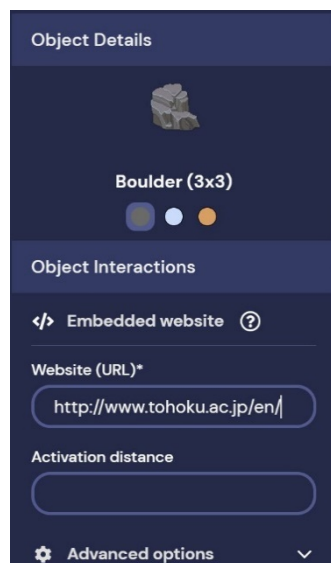 Object Details
Boulder (3x3)
Object Interactions
</> Embedded website ?
Website (URL)*
http://www.tohoku.ac.jp/en/
Activation distance
Advanced options